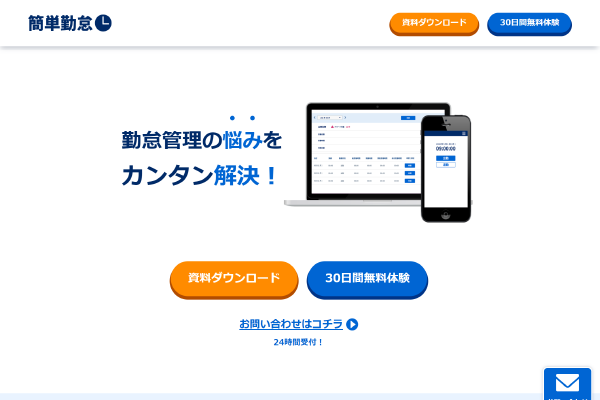 簡単勤怠
資料ダウンロード
30日間無料体験
勤怠管理の悩みを
カンタン解決！
09:00:00
資料ダウンロード
30日間無料体験
お問い合わせはコチラ
24時間受付！